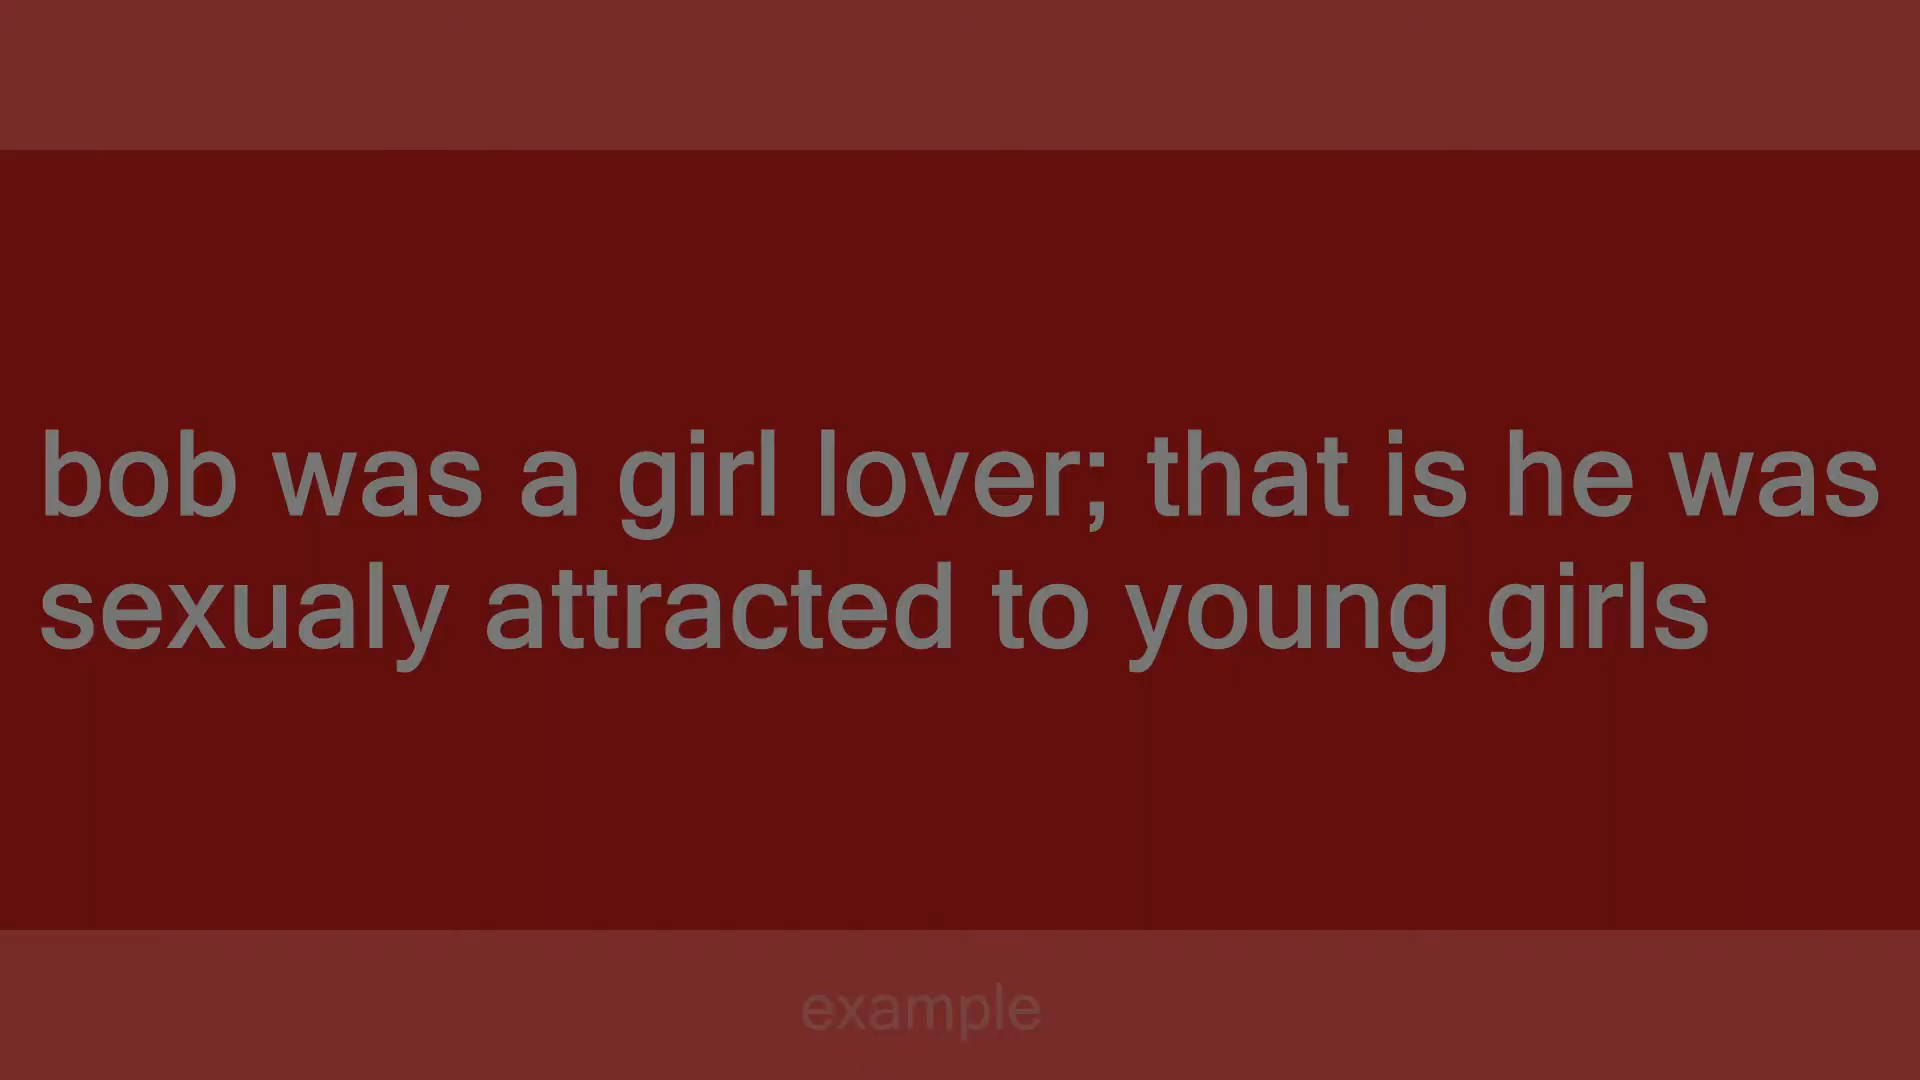 bob was a girl lover; that is he was
sexualy attracted to young girls
example